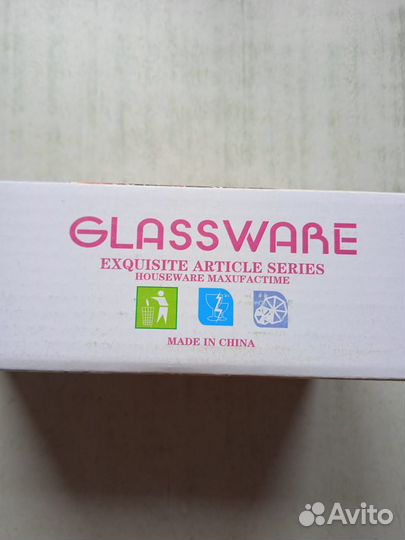 GLASSWARE
EXQUISITE ARTICLE SERIES
HOUSEWARE MAXUFACTIME
MADE IN CHINA
Avito